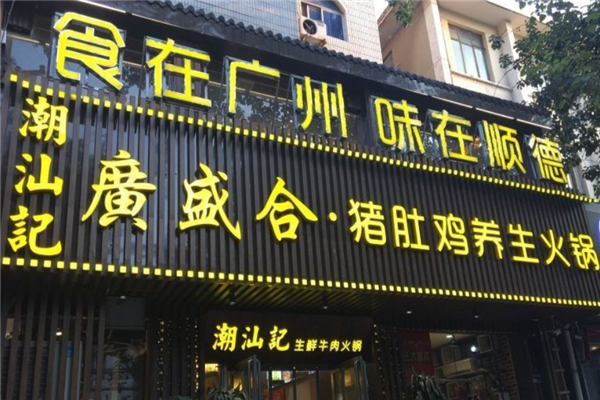 食在广州 味在顺德
潮汕記
廣盛合·猪肚鸡养生火锅
潮汕記 生鲜牛肉火锅